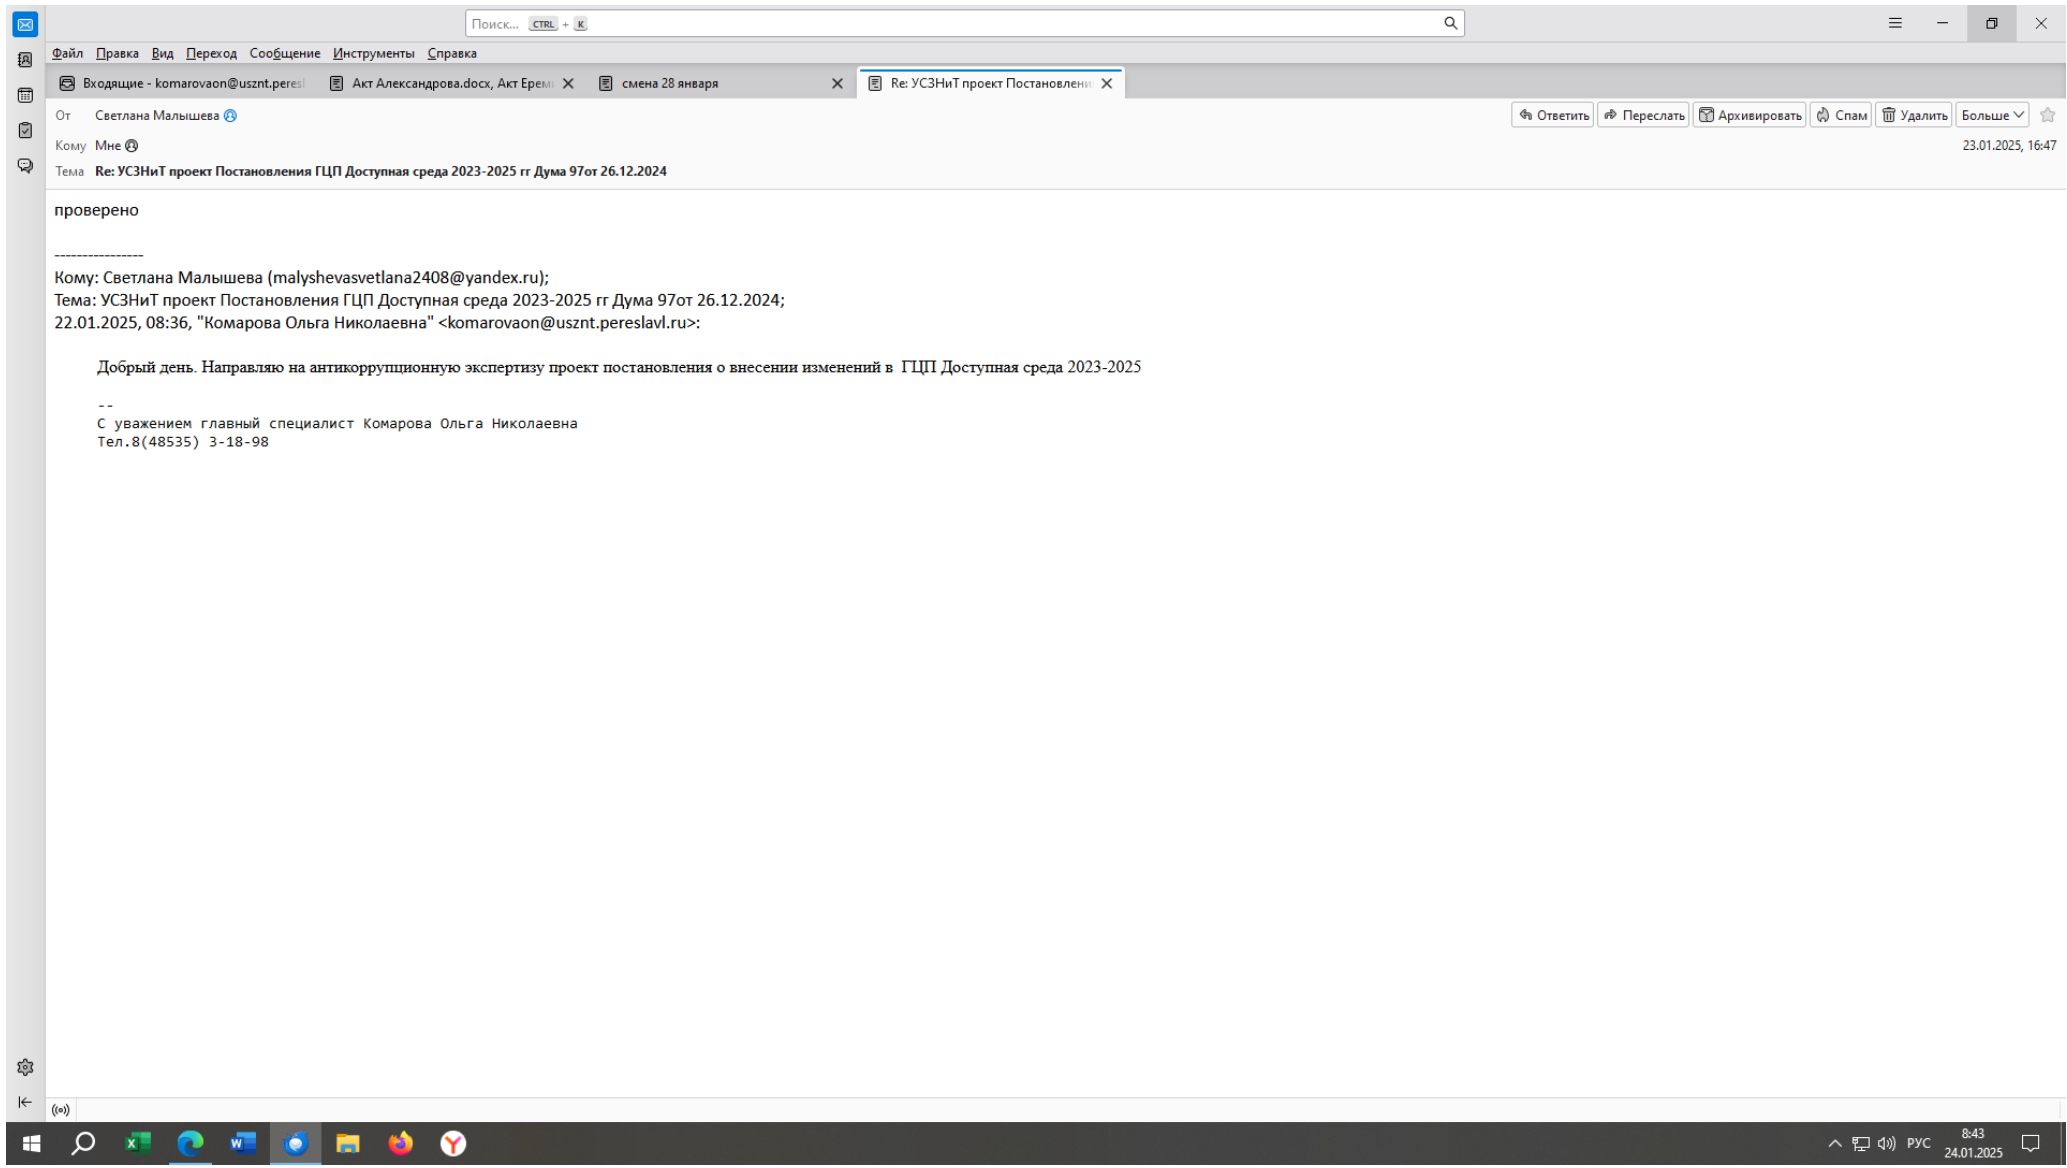 Поиск... CTRL + K
Файл Правка Вид Переход Сообщение Инструменты Справка
Входящие - komarovaon@usznt.peresl
Акт Александрова.docx, Акт Ереми
смена 28 января
Re: УСЗНиТ проект Постановлени
От Светлана Малышева
Ответить Переслать Архивировать Спам Удалить Больше
Кому Мне
23.01.2025, 16:47
Тема Re: УСЗНиТ проект Постановления ГЦП Доступная среда 2023-2025 гг Дума 97от 26.12.2024
проверено
----------------
Кому: Светлана Малышева (malyshevasvetlana2408@yandex.ru);
Тема: УСЗНиТ проект Постановления ГЦП Доступная среда 2023-2025 гг Дума 97от 26.12.2024;
22.01.2025, 08:36, "Комарова Ольга Николаевна" <komarovaon@usznt.pereslavl.ru>:
Добрый день. Направляю на антикоррупционную экспертизу проект постановления о внесении изменений в ГЦП Доступная среда 2023-2025
--
С уважением главный специалист Комарова Ольга Николаевна
Тел.8(48535) 3-18-98
РУС
8:43
24.01.2025